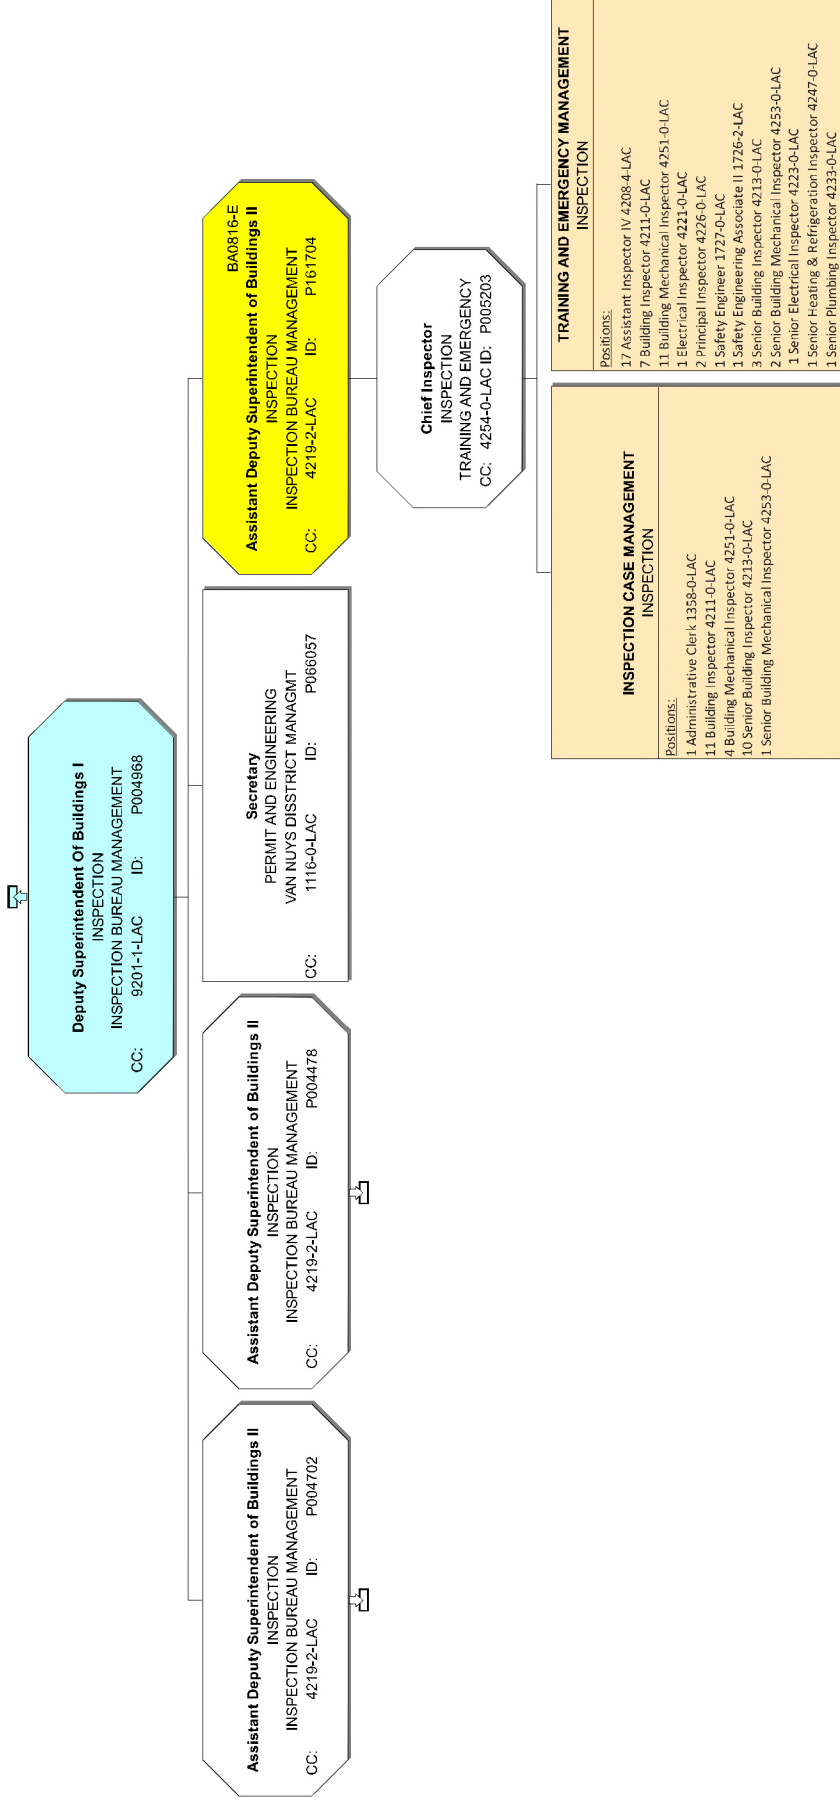 Deputy Superintendent Of Buildings I
INSPECTION
INSPECTION BUREAU MANAGEMENT
CC: 9201-1-LAC ID: P004968
Assistant Deputy Superintendent of Buildings II
INSPECTION
INSPECTION BUREAU MANAGEMENT
CC: 4219-2-LAC ID: P004702
Assistant Deputy Superintendent of Buildings II
INSPECTION
INSPECTION BUREAU MANAGEMENT
CC: 4219-2-LAC ID: P004478
Secretary
PERMIT AND ENGINEERING
VAN NUYS DISSTRICT MANAGMT
CC: 1116-0-LAC ID: P066057
BA0816-E
Assistant Deputy Superintendent of Buildings II
INSPECTION
INSPECTION BUREAU MANAGEMENT
CC: 4219-2-LAC ID: P161704
Chief Inspector
INSPECTION
TRAINING AND EMERGENCY
CC: 4254-0-LAC ID: P005203
INSPECTION CASE MANAGEMENT
INSPECTION
Positions:
1 Administrative Clerk 1358-0-LAC
11 Building Inspector 4211-0-LAC
4 Building Mechanical Inspector 4251-0-LAC
10 Senior Building Inspector 4213-0-LAC
1 Senior Building Mechanical Inspector 4253-0-LAC
TRAINING AND EMERGENCY MANAGEMENT
INSPECTION
Positions:
17 Assistant Inspector IV 4208-4-LAC
7 Building Inspector 4211-0-LAC
11 Building Mechanical Inspector 4251-0-LAC
1 Electrical Inspector 4221-0-LAC
2 Principal Inspector 4226-0-LAC
1 Safety Engineer 1727-0-LAC
1 Safety Engineering Associate II 1726-2-LAC
3 Senior Building Inspector 4213-0-LAC
2 Senior Building Mechanical Inspector 4253-0-LAC
1 Senior Electrical Inspector 4223-0-LAC
1 Senior Heating & Refrigeration Inspector 4247-0-LAC
1 Senior Plumbing Inspector 4233-0-LAC